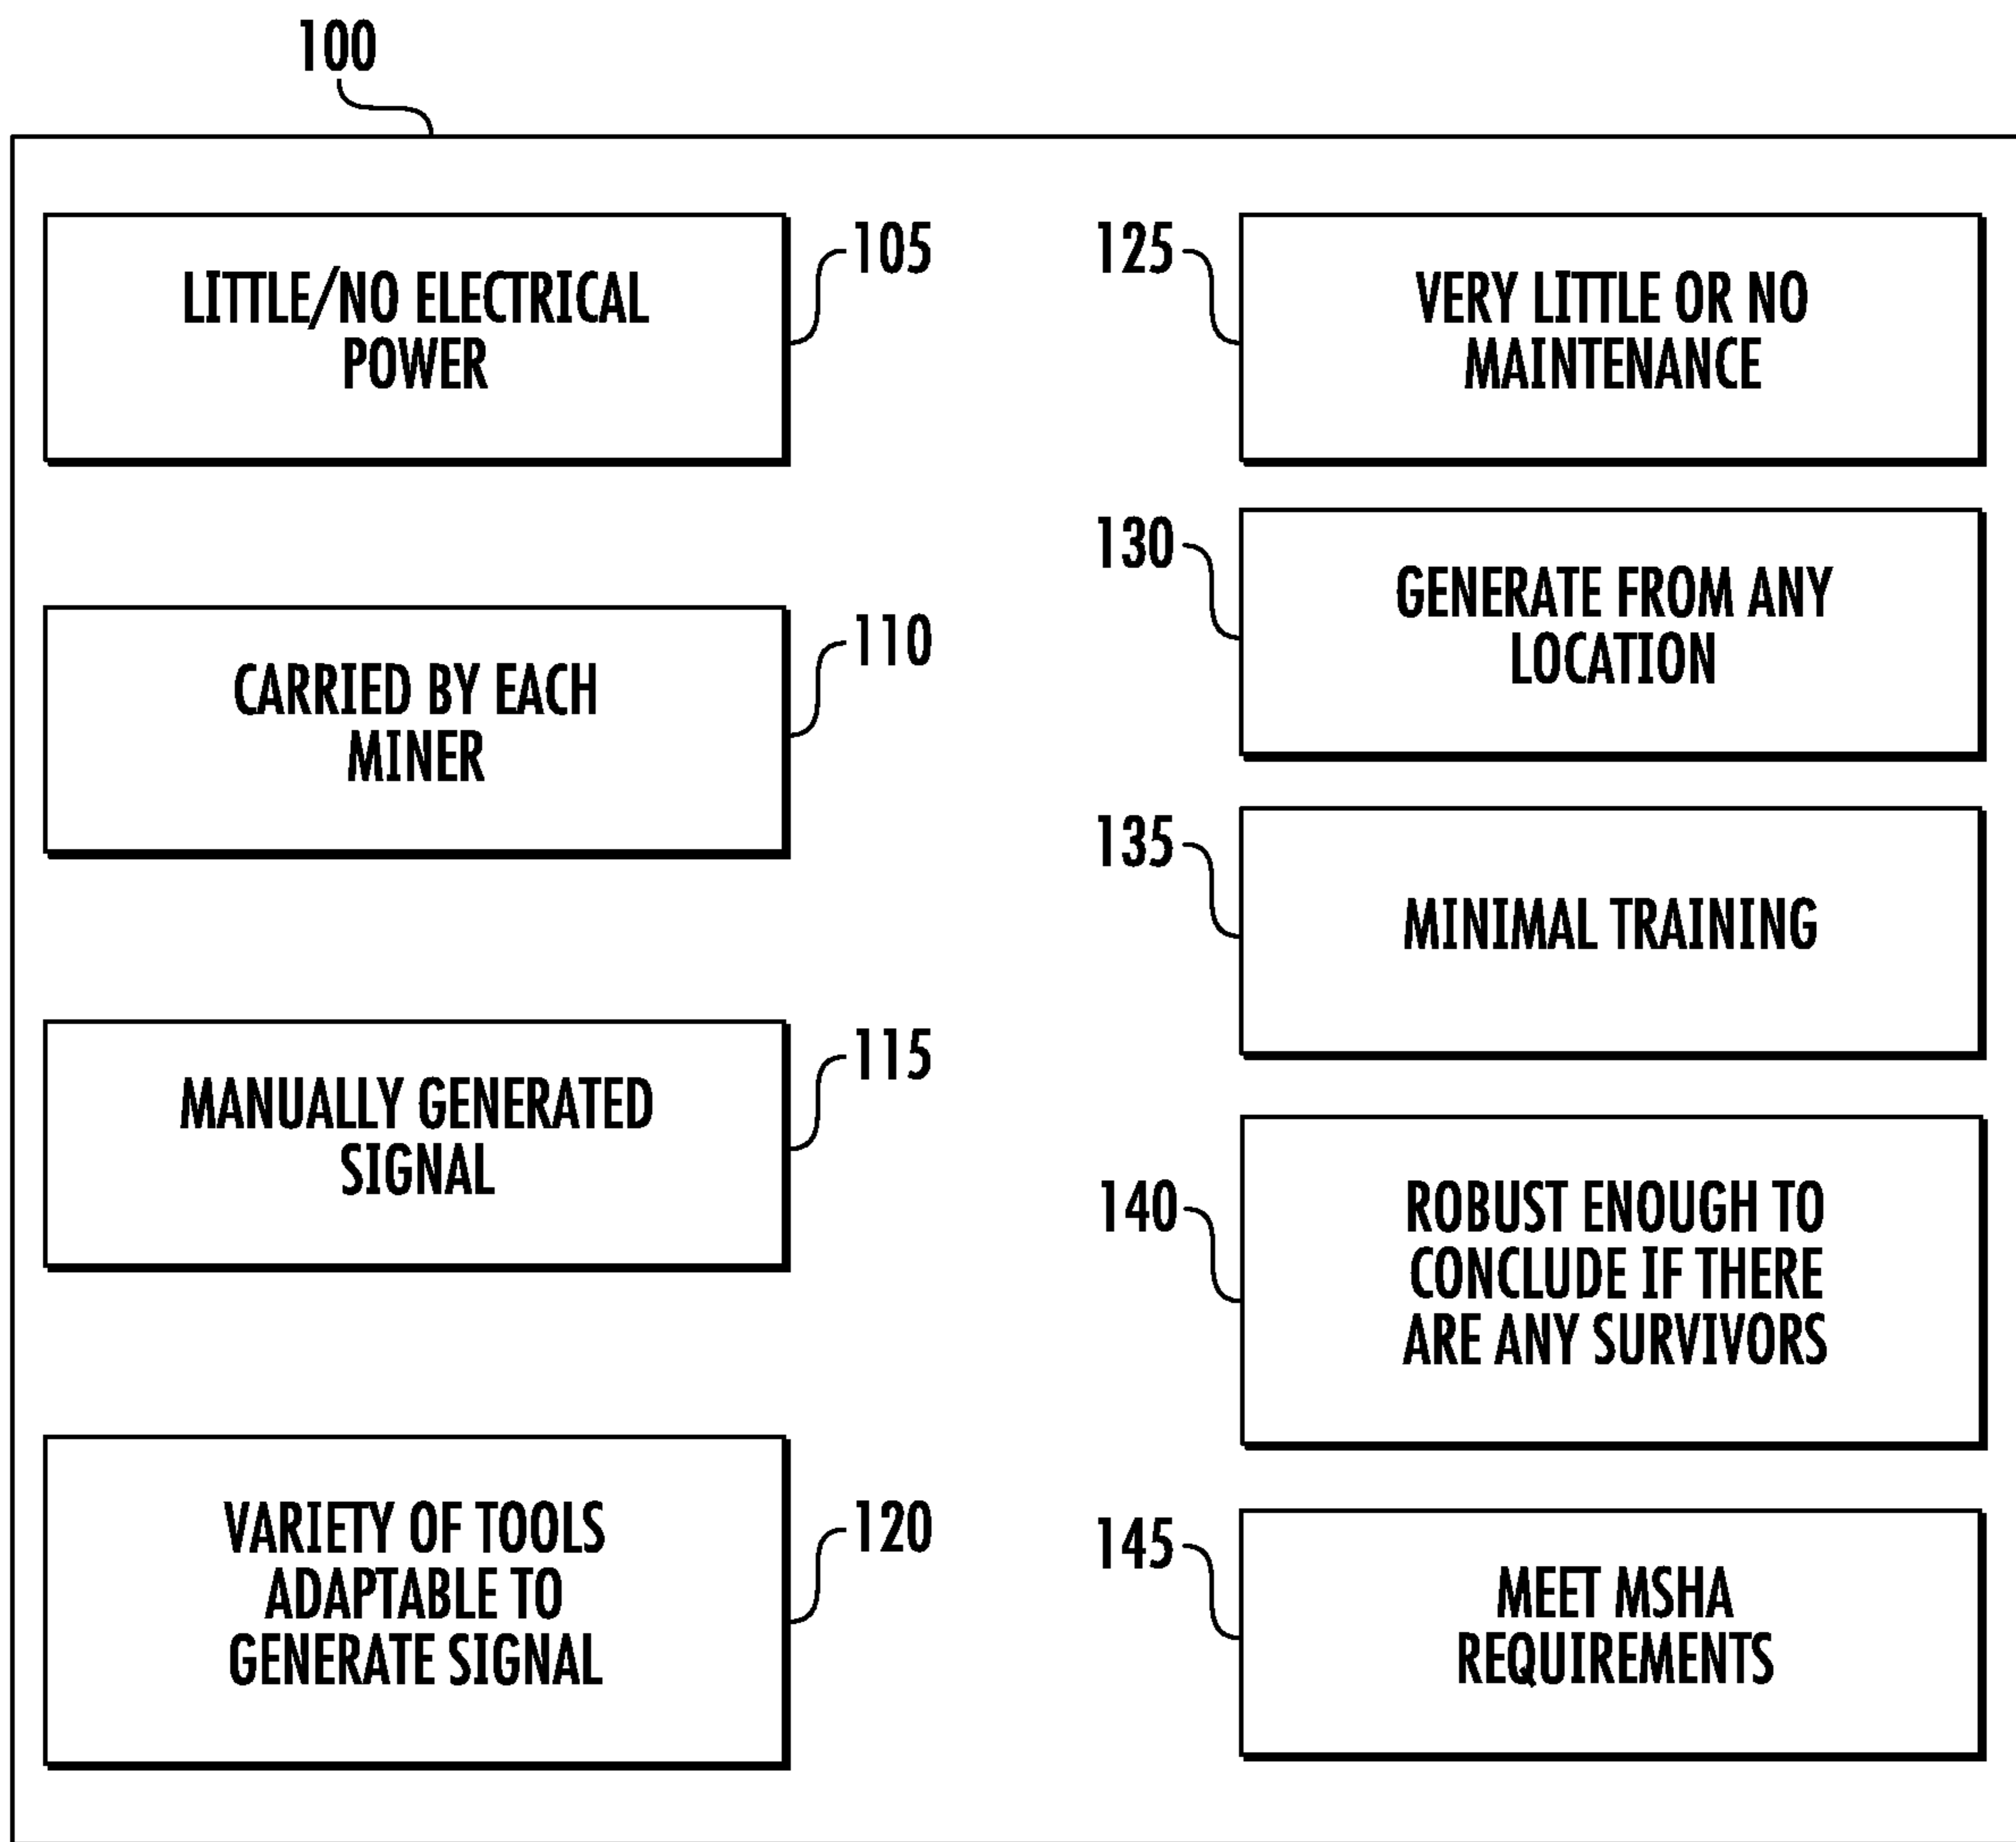 100
LITTLE/NO ELECTRICAL
POWER
105
CARRIED BY EACH
MINER
110
MANUALLY GENERATED
SIGNAL
115
VARIETY OF TOOLS
ADAPTABLE TO
GENERATE SIGNAL
120
125
VERY LITTLE OR NO
MAINTENANCE
130
GENERATE FROM ANY
LOCATION
135
MINIMAL TRAINING
140
ROBUST ENOUGH TO
CONCLUDE IF THERE
ARE ANY SURVIVORS
145
MEET MSHA
REQUIREMENTS